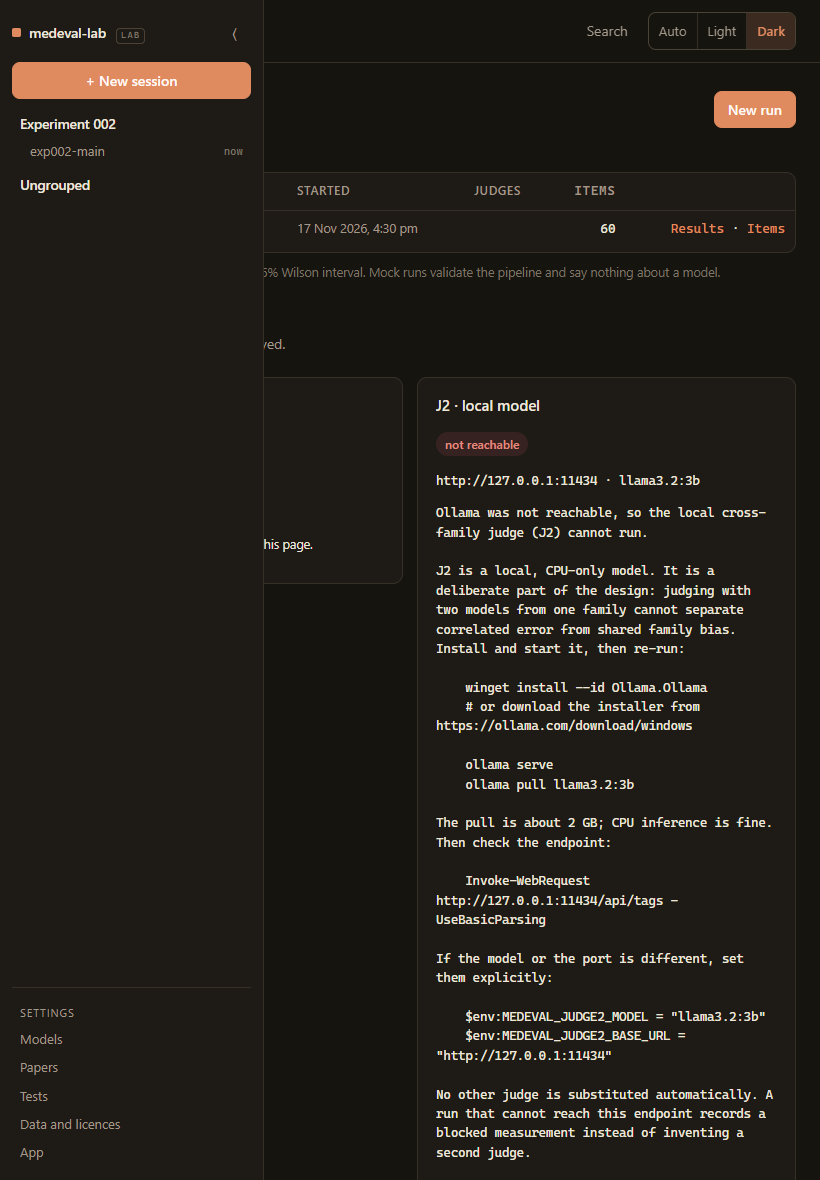 medeval-lab LAB ⟨
+ New session
Experiment 002
exp002-main now
Ungrouped
SETTINGS
Models
Papers
Tests
Data and licences
App
Search Auto Light Dark
New run
STARTED JUDGES ITEMS
17 Nov 2026, 4:30 pm 60 Results · Items
5% Wilson interval. Mock runs validate the pipeline and say nothing about a model.
ved.
his page.
J2 · local model
not reachable
http://127.0.0.1:11434 · llama3.2:3b
Ollama was not reachable, so the local cross-
family judge (J2) cannot run.
J2 is a local, CPU-only model. It is a
deliberate part of the design: judging with
two models from one family cannot separate
correlated error from shared family bias.
Install and start it, then re-run:
winget install --id Ollama.Ollama
# or download the installer from
https://ollama.com/download/windows
ollama serve
ollama pull llama3.2:3b
The pull is about 2 GB; CPU inference is fine.
Then check the endpoint:
Invoke-WebRequest
http://127.0.0.1:11434/api/tags -
UseBasicParsing
If the model or the port is different, set
them explicitly:
$env:MEDEVAL_JUDGE2_MODEL = "llama3.2:3b"
$env:MEDEVAL_JUDGE2_BASE_URL =
"http://127.0.0.1:11434"
No other judge is substituted automatically. A
run that cannot reach this endpoint records a
blocked measurement instead of inventing a
second judge.